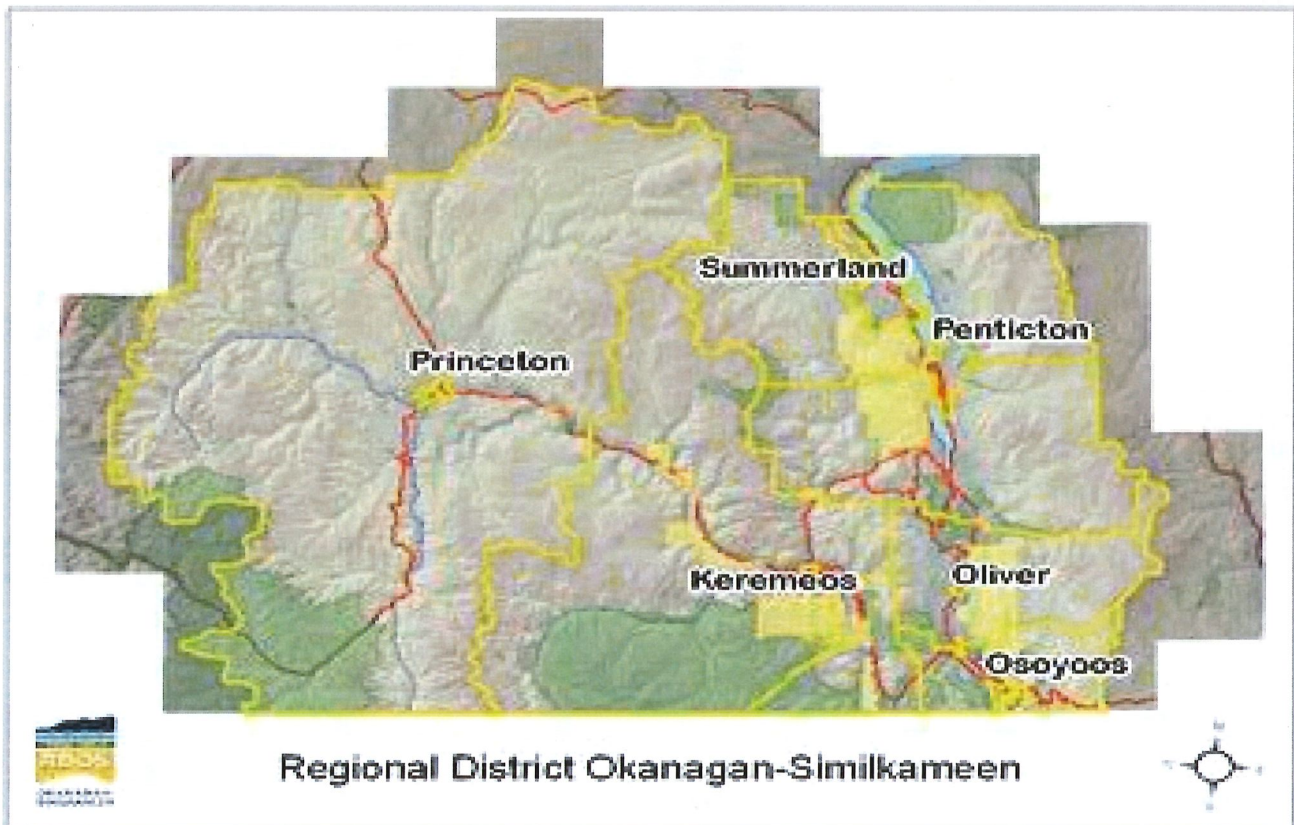 Summerland
Penticton
Princeton
Keremeos
Oliver
Osoyoos
Regional District Okanagan-Similkameen
RDOS